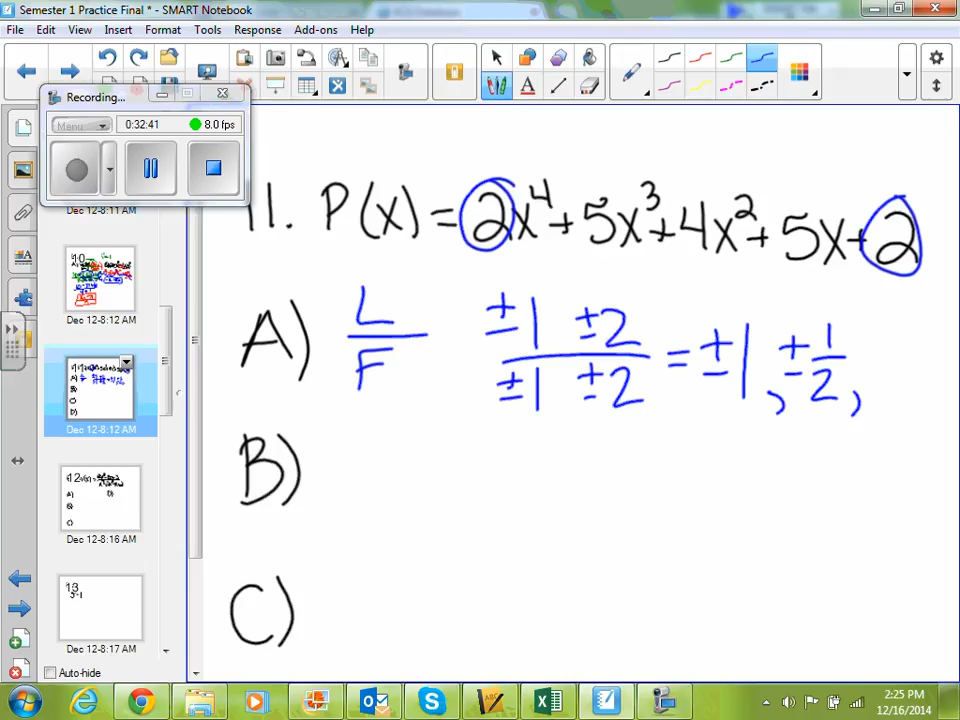 Semester 1 Practice Final * - SMART Notebook
File Edit View Insert Format Tools Response Add-ons Help
Recording...
Menu 0:32:41 8.0 fps
Dec 12-8:11 AM
Dec 12-8:12 AM
Dec 12-8:12 AM
Dec 12-8:16 AM
Dec 12-8:17 AM
Auto-hide
11. P(x) = 2x⁴ + 5x³ + 4x² + 5x + 2
A) L/F ±1 ±2 / ±1 ±2 = ±1, ±1/2,
B)
C)
2:25 PM
12/16/2014